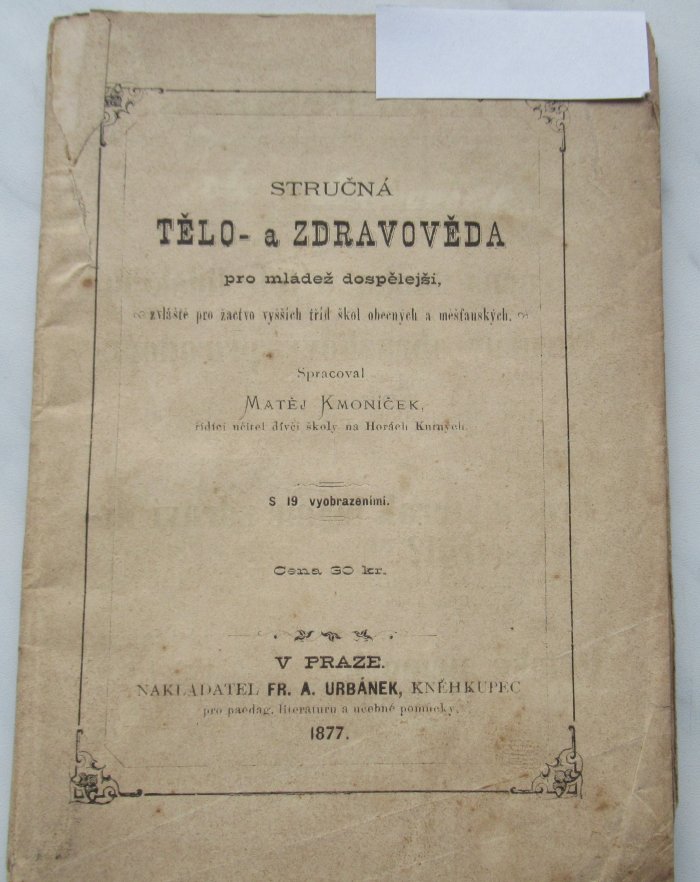 STRUČNÁ
TĚLO- a ZDRAVOVĚDA
pro mládež dospělejší,
zvláště pro žactvo vyšších tříd škol obecných a měšťanských.
Spracoval
MATĚJ KMONÍČEK,
řídící učitel dívčí školy na Horách Kutných.
S 19 vyobrazeními.
Cena 30 kr.
V PRAZE.
NAKLADATEL FR. A. URBÁNEK, KNĚHKUPEC
pro paedag. literaturu a učebné pomůcky.
1877.